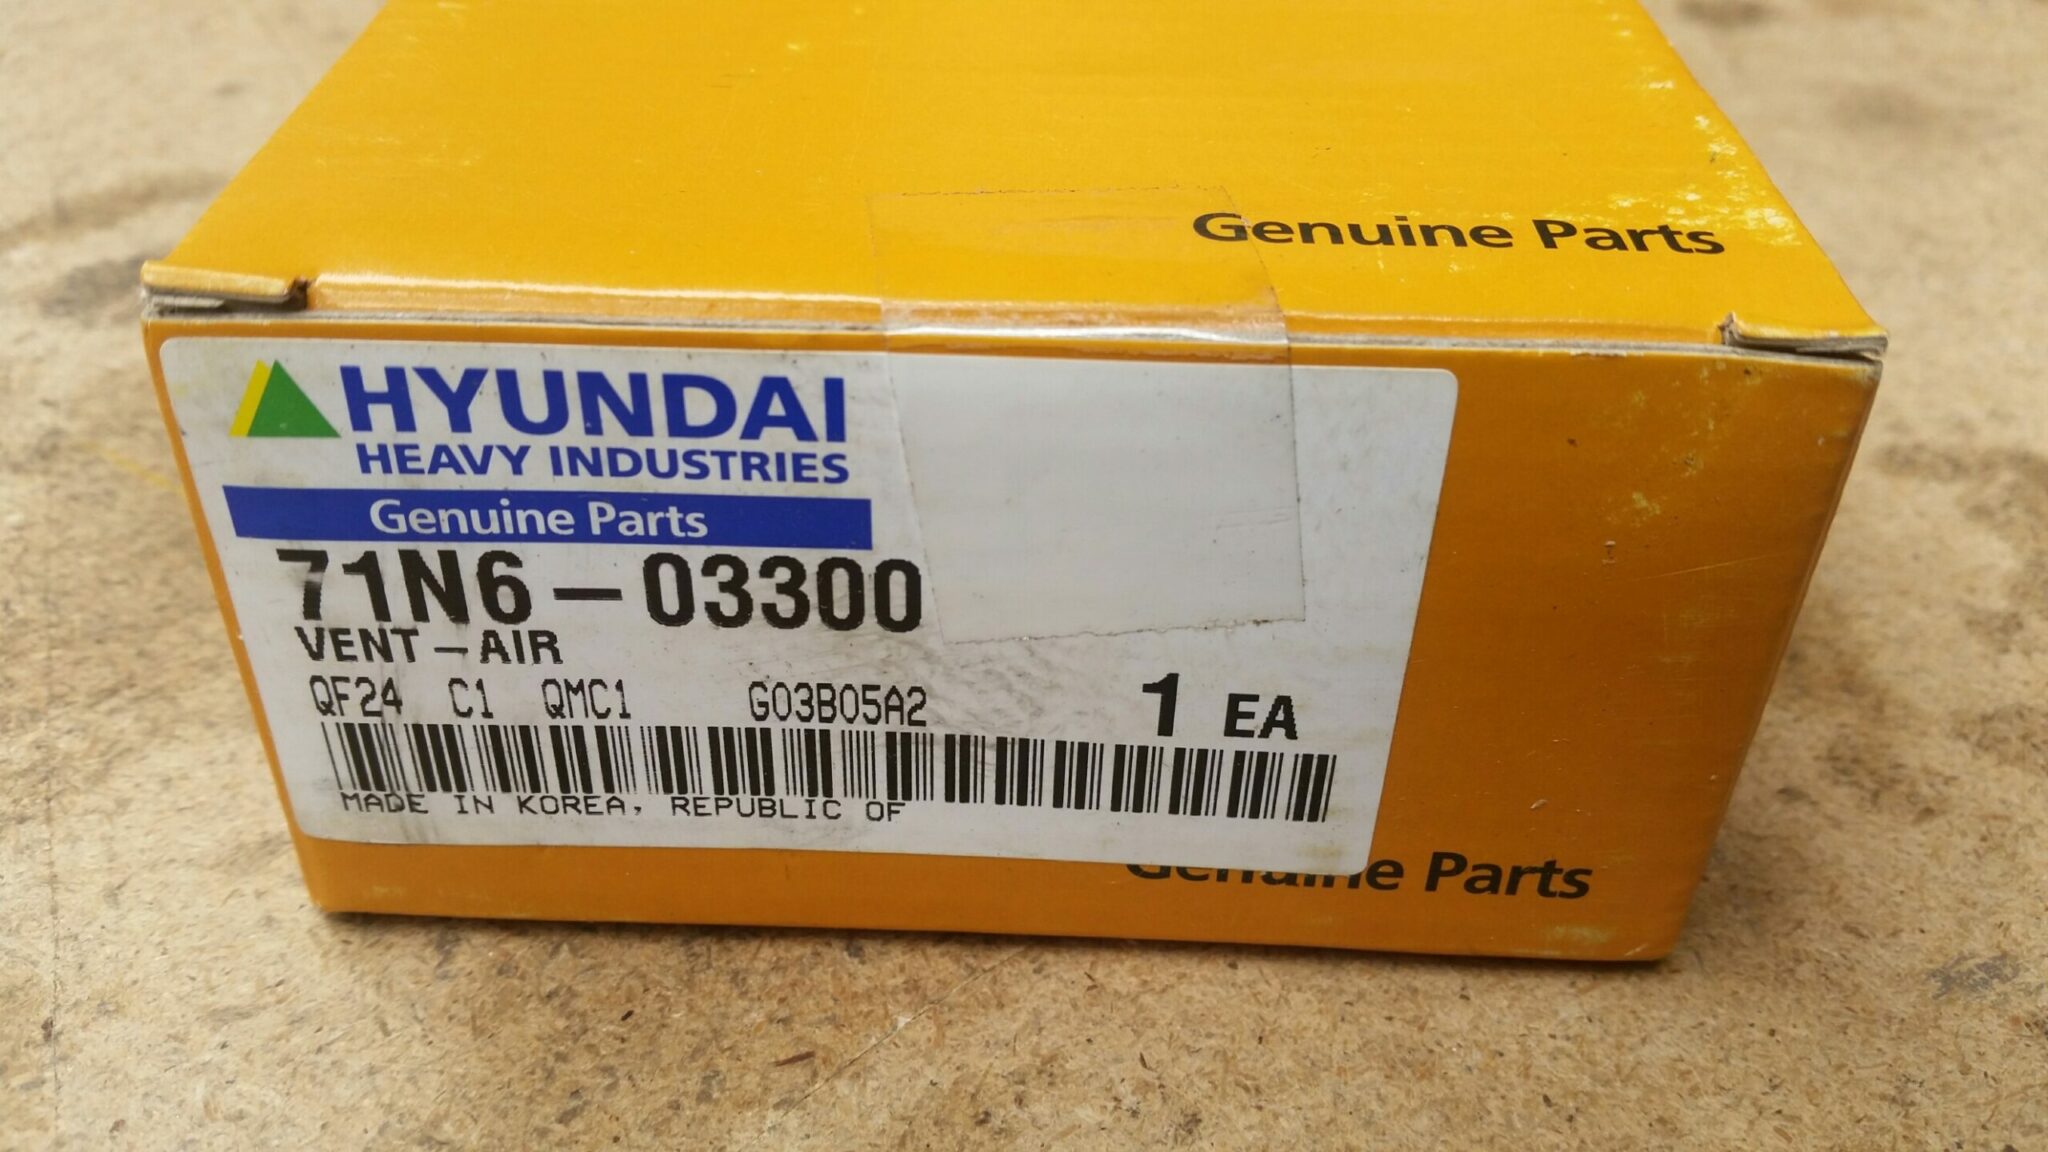 Genuine Parts
HYUNDAI
HEAVY INDUSTRIES
Genuine Parts
71N6-03300
VENT-AIR
QF24 C1 QMC1 G03B05A2 1 EA
MADE IN KOREA, REPUBLIC OF
Genuine Parts